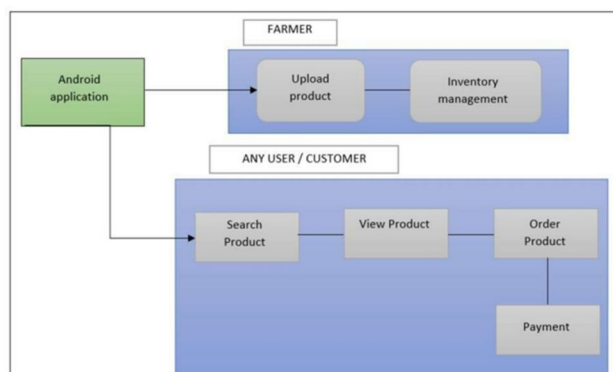 FARMER
Android
application
Upload
product
Inventory
management
ANY USER / CUSTOMER
Search
Product
View Product
Order
Product
Payment